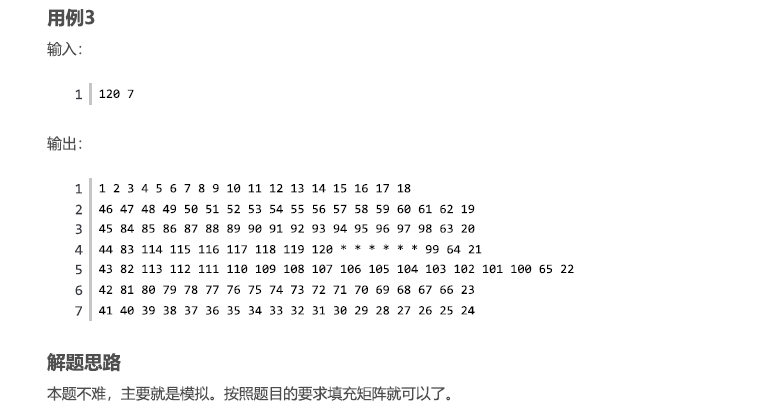 用例3
输入：
1 120 7
输出：
1 1 2 3 4 5 6 7 8 9 10 11 12 13 14 15 16 17 18
2 46 47 48 49 50 51 52 53 54 55 56 57 58 59 60 61 62 19
3 45 84 85 86 87 88 89 90 91 92 93 94 95 96 97 98 63 20
4 44 83 114 115 116 117 118 119 120 * * * * * * 99 64 21
5 43 82 113 112 111 110 109 108 107 106 105 104 103 102 101 100 65 22
6 42 81 80 79 78 77 76 75 74 73 72 71 70 69 68 67 66 23
7 41 40 39 38 37 36 35 34 33 32 31 30 29 28 27 26 25 24
解题思路
本题不难，主要就是模拟。按照题目的要求填充矩阵就可以了。